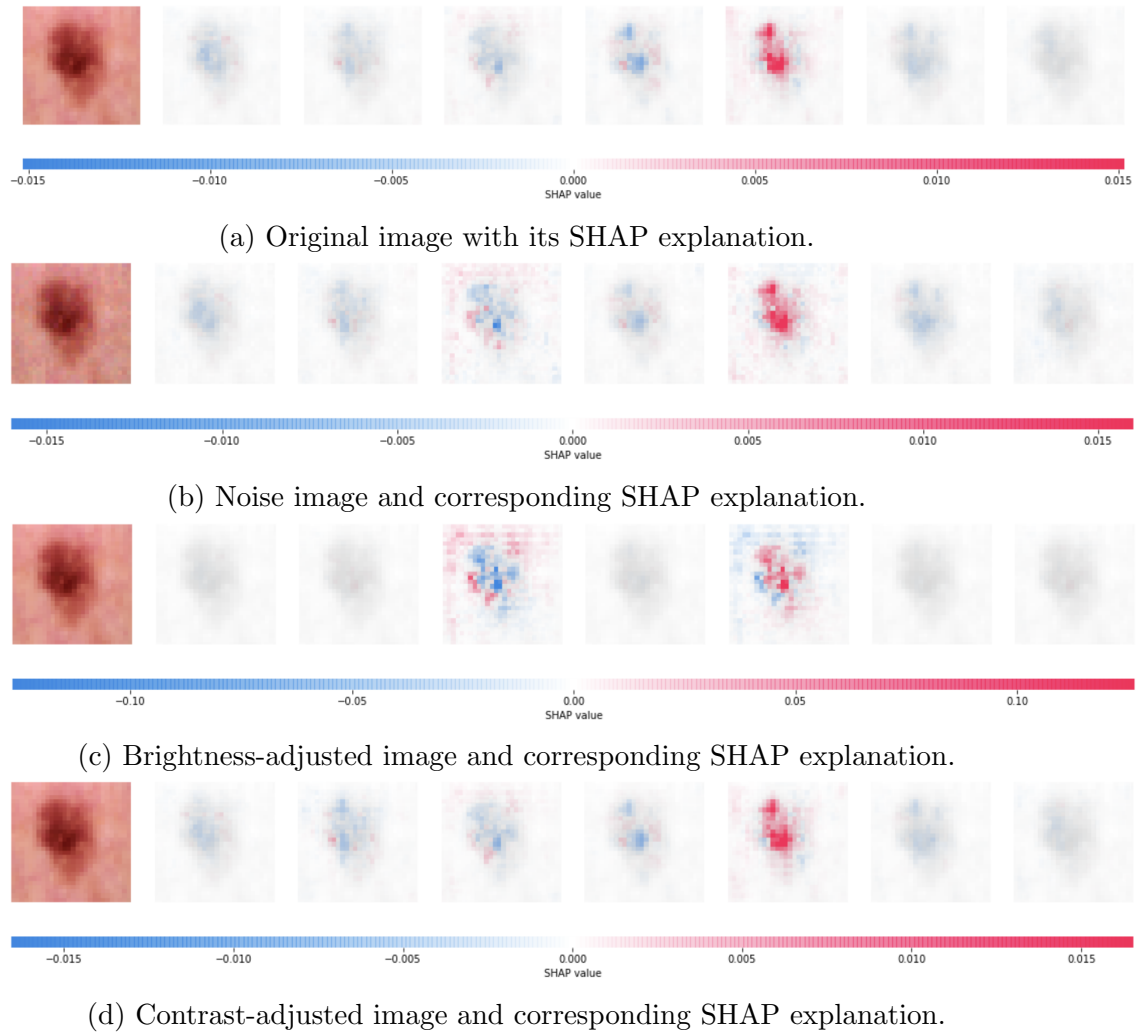 −0.015 −0.010 −0.005 0.000 0.005 0.010 0.015
SHAP value
(a) Original image with its SHAP explanation.
−0.015 −0.010 −0.005 0.000 0.005 0.010 0.015
SHAP value
(b) Noise image and corresponding SHAP explanation.
−0.10 −0.05 0.00 0.05 0.10
SHAP value
(c) Brightness-adjusted image and corresponding SHAP explanation.
−0.015 −0.010 −0.005 0.000 0.005 0.010 0.015
SHAP value
(d) Contrast-adjusted image and corresponding SHAP explanation.